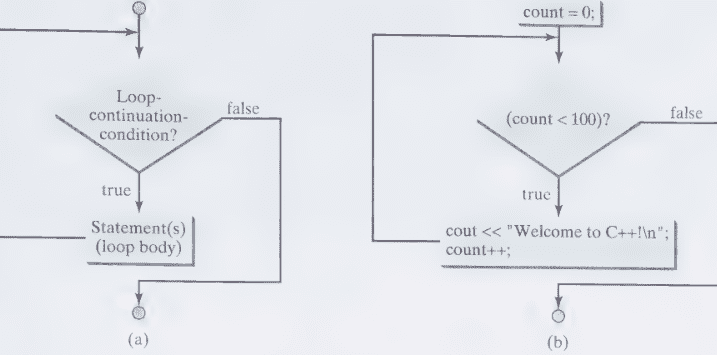 Loop-
continuation-
condition?
false
true
Statement(s)
(loop body)
(a)
count = 0;
(count < 100)?
false
true
cout << "Welcome to C++!\n";
count++;
(b)